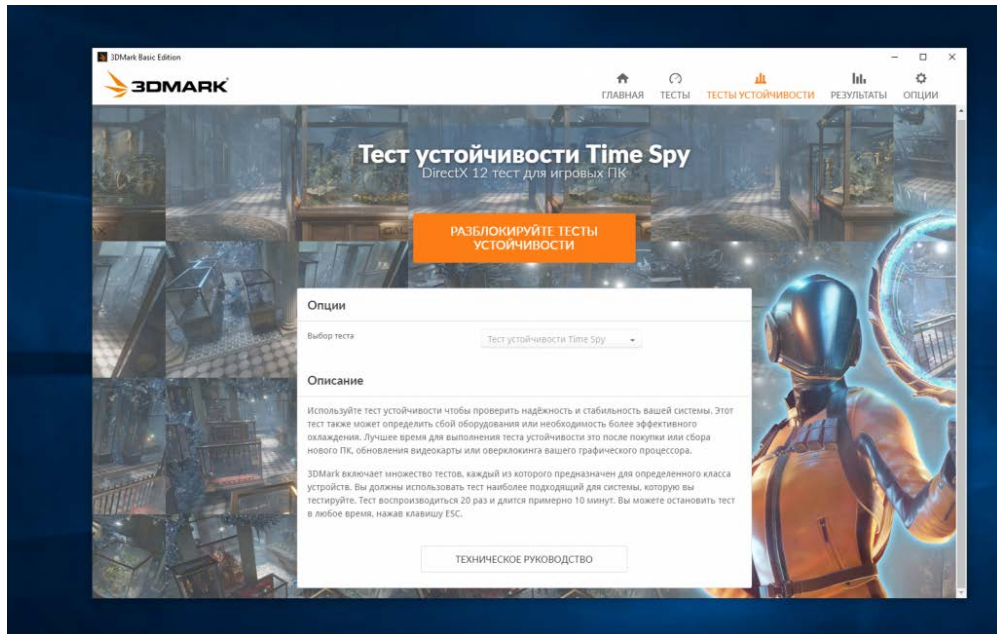 3DMark Basic Edition
3DMARK
ГЛАВНАЯ ТЕСТЫ ТЕСТЫ УСТОЙЧИВОСТИ РЕЗУЛЬТАТЫ ОПЦИИ
Тест устойчивости Time Spy
DirectX 12 тест для игровых ПК
РАЗБЛОКИРУЙТЕ ТЕСТЫ
УСТОЙЧИВОСТИ
Опции
Выбор теста Тест устойчивости Time Spy
Описание
Используйте тест устойчивости чтобы проверить надёжность и стабильность вашей системы. Этот
тест также может определить сбой оборудования или необходимость более эффективного
охлаждения. Лучшее время для выполнения теста устойчивости это после покупки или сбора
нового ПК, обновления видеокарты или оверклокинга вашего графического процессора.
3DMark включает множество тестов, каждый из которого предназначен для определенного класса
устройств. Вы должны использовать тест наиболее подходящий для системы, которую вы
тестируйте. Тест воспроизводиться 20 раз и длится примерно 10 минут. Вы можете остановить тест
в любое время, нажав клавишу ESC.
ТЕХНИЧЕСКОЕ РУКОВОДСТВО